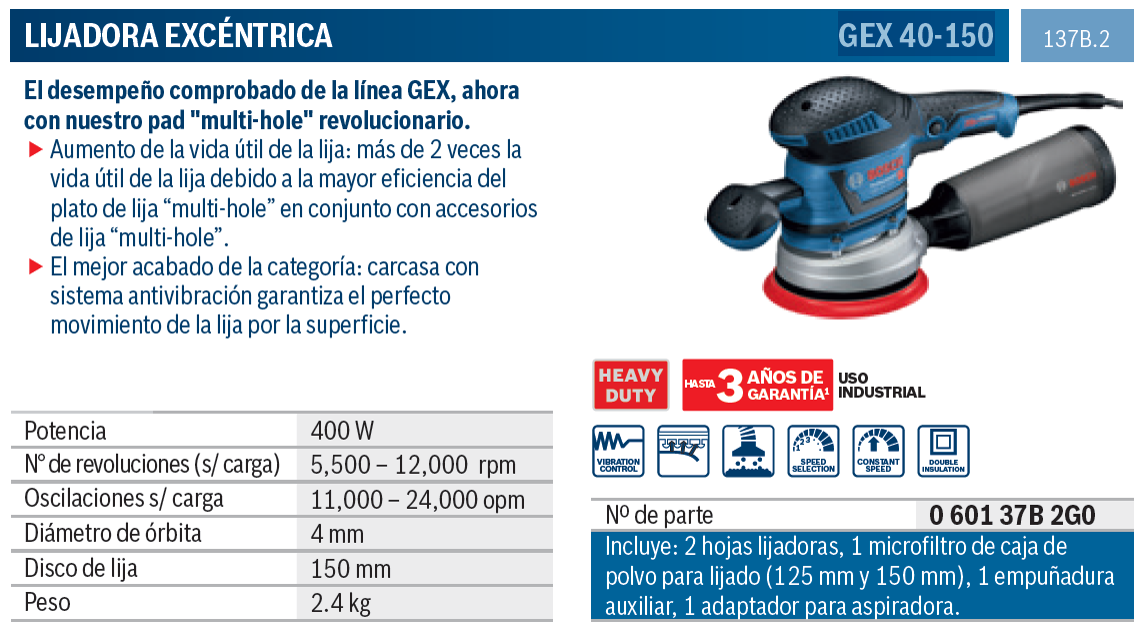 LIJADORA EXCÉNTRICA
GEX 40-150
137B.2
El desempeño comprobado de la línea GEX, ahora
con nuestro pad "multi-hole" revolucionario.
Aumento de la vida útil de la lija: más de 2 veces la
vida útil de la lija debido a la mayor eficiencia del
plato de lija “multi-hole” en conjunto con accesorios
de lija “multi-hole”.
El mejor acabado de la categoría: carcasa con
sistema antivibración garantiza el perfecto
movimiento de la lija por la superficie.
BOSCH
BOSCH
HEAVY
DUTY
HASTA 3 AÑOS DE
GARANTÍA¹
USO
INDUSTRIAL
VIBRATION
CONTROL
1 2 3
SPEED
SELECTION
CONSTANT
SPEED
DOUBLE
INSULATION
Potencia 400 W
N° de revoluciones (s/ carga) 5,500 – 12,000 rpm
Oscilaciones s/ carga 11,000 – 24,000 opm
Diámetro de órbita 4 mm
Disco de lija 150 mm
Peso 2.4 kg
Nº de parte 0 601 37B 2G0
Incluye: 2 hojas lijadoras, 1 microfiltro de caja de
polvo para lijado (125 mm y 150 mm), 1 empuñadura
auxiliar, 1 adaptador para aspiradora.